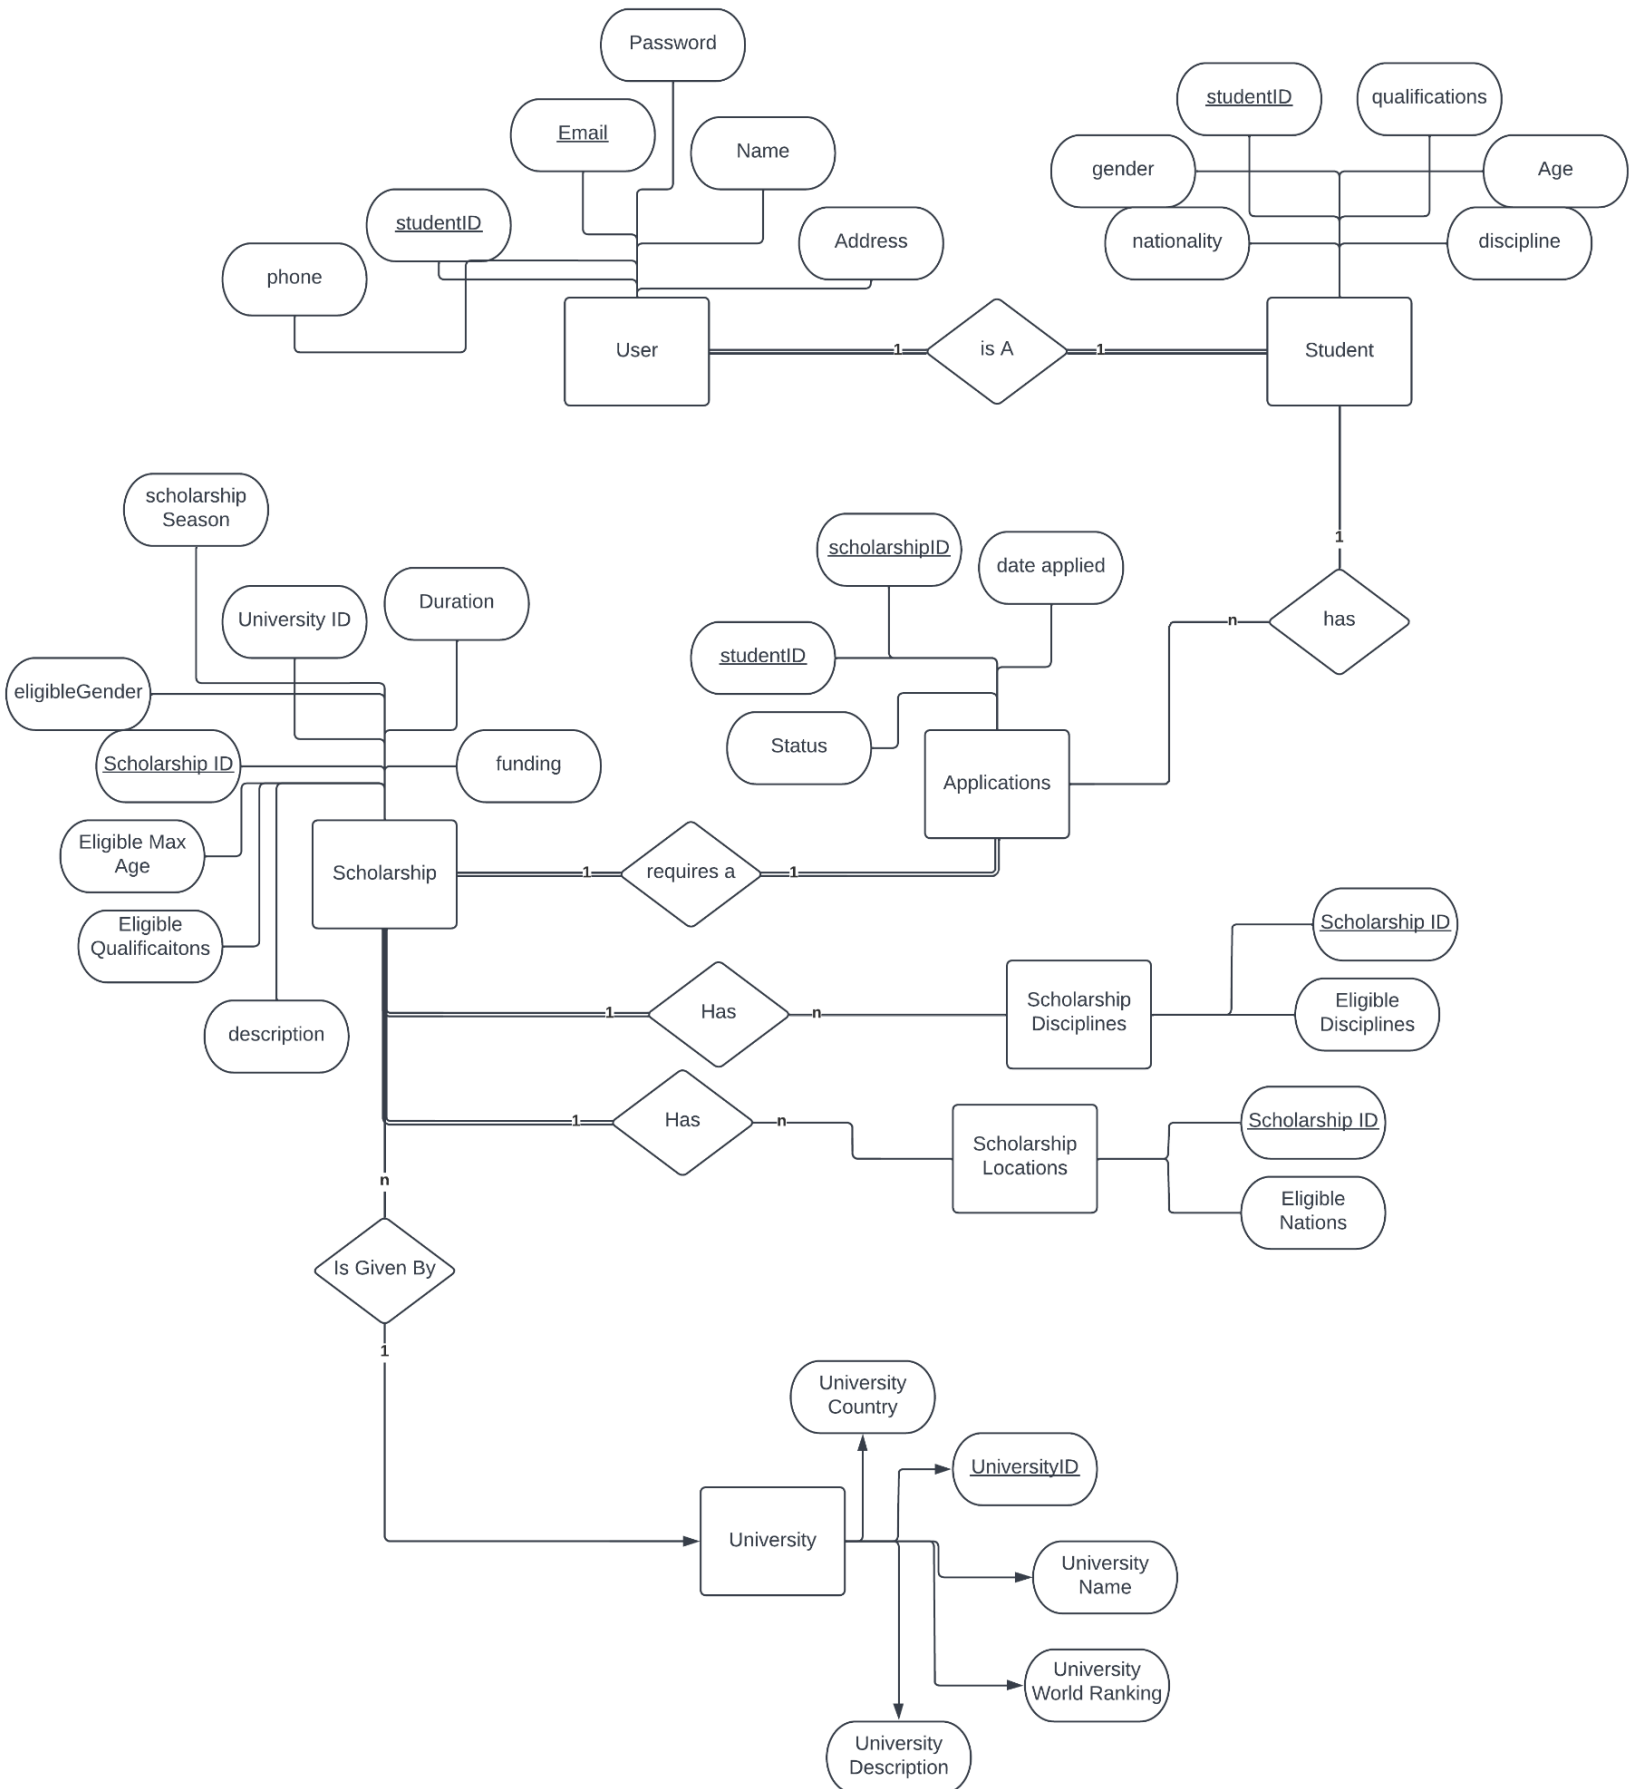 Password
studentID
qualifications
Email
Name
gender
Age
studentID
Address
nationality
discipline
phone
User
1
is A
1
Student
scholarship
Season
1
scholarshipID
date applied
University ID
Duration
n
has
eligibleGender
studentID
Scholarship ID
funding
Status
Applications
Eligible Max
Age
Scholarship
1
requires a
1
Eligible
Qualificaitons
Scholarship ID
description
1
Has
n
Scholarship
Disciplines
Eligible
Disciplines
1
Has
n
Scholarship
Locations
Scholarship ID
n
Eligible
Nations
Is Given By
1
University
Country
UniversityID
University
University
Name
University
World Ranking
University
Description